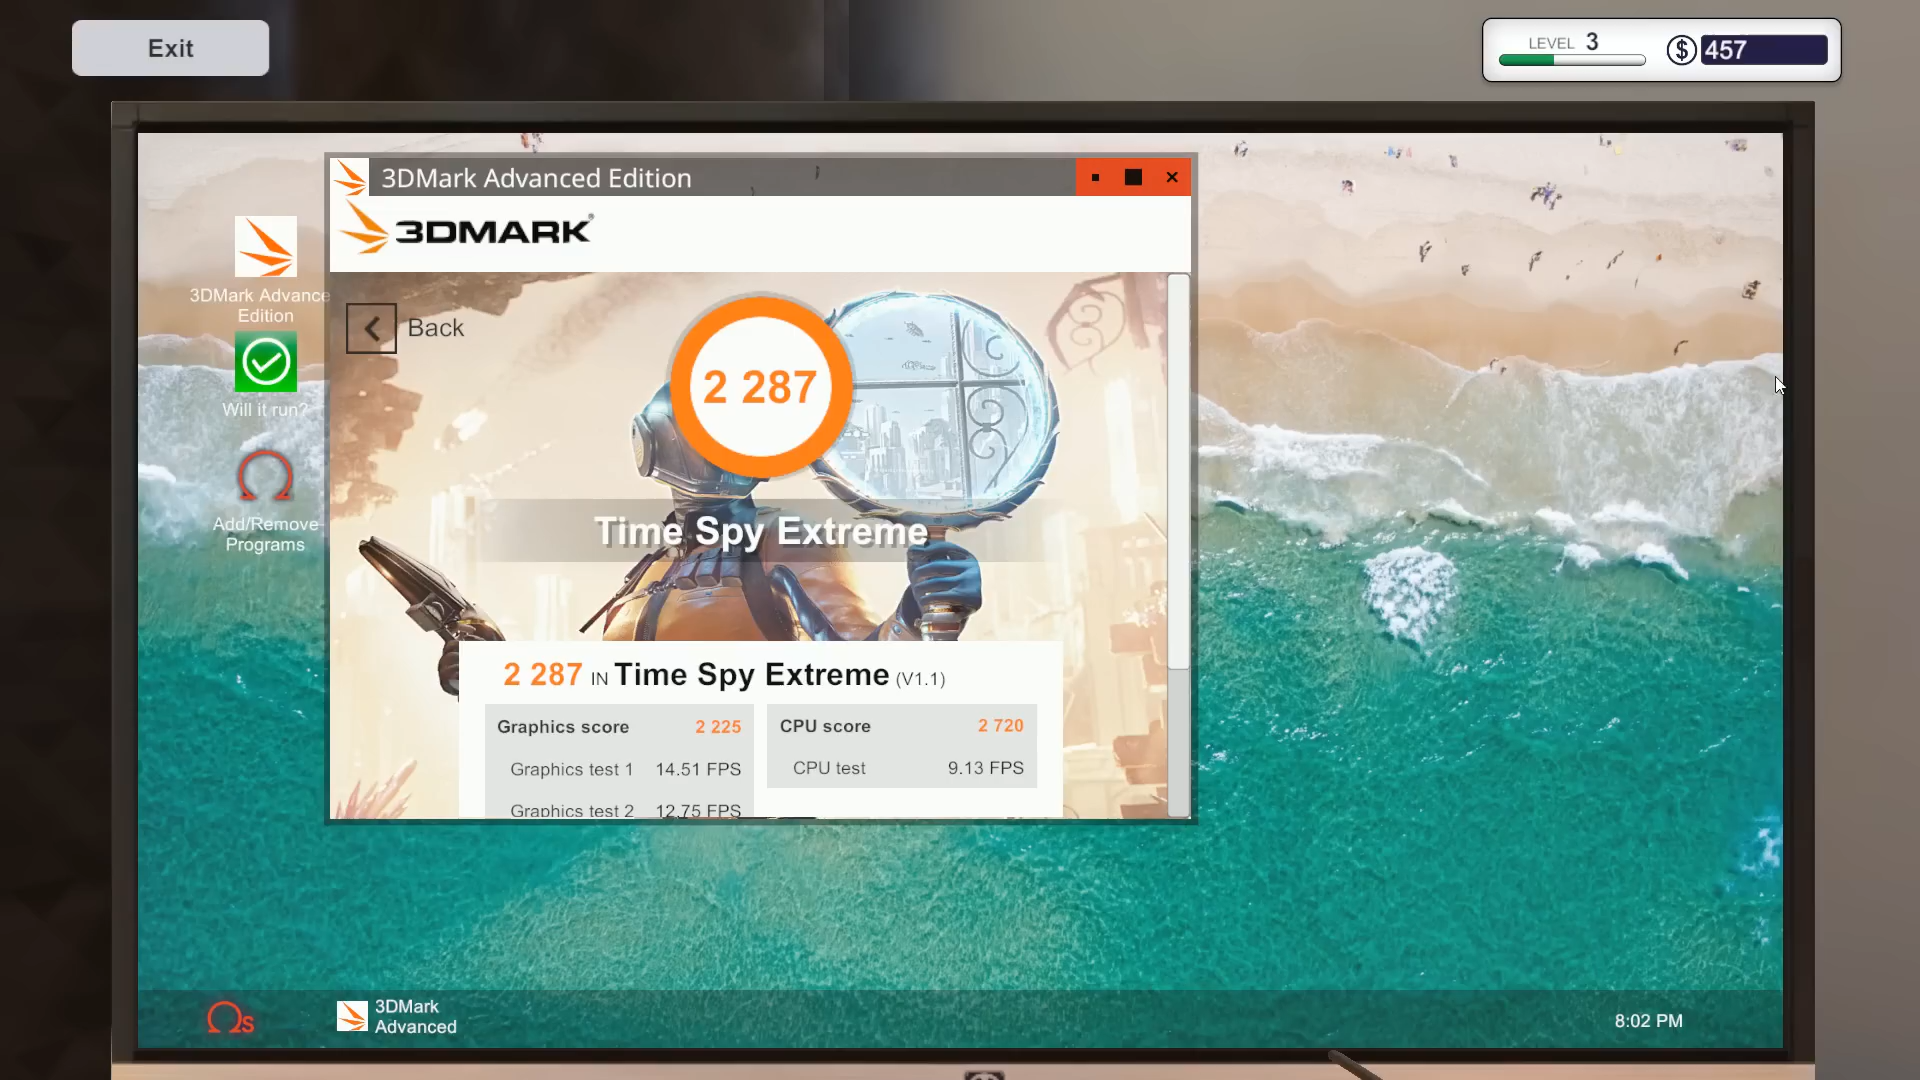 Exit
LEVEL 3
$ 457
3DMark Advanced Edition
3DMARK®
3DMark Advance
Edition
Will it run?
Add/Remove
Programs
Back
2 287
Time Spy Extreme
2 287 IN Time Spy Extreme (V1.1)
Graphics score 2 225
Graphics test 1 14.51 FPS
Graphics test 2 12.75 FPS
CPU score 2 720
CPU test 9.13 FPS
Ωs
3DMark
Advanced
8:02 PM